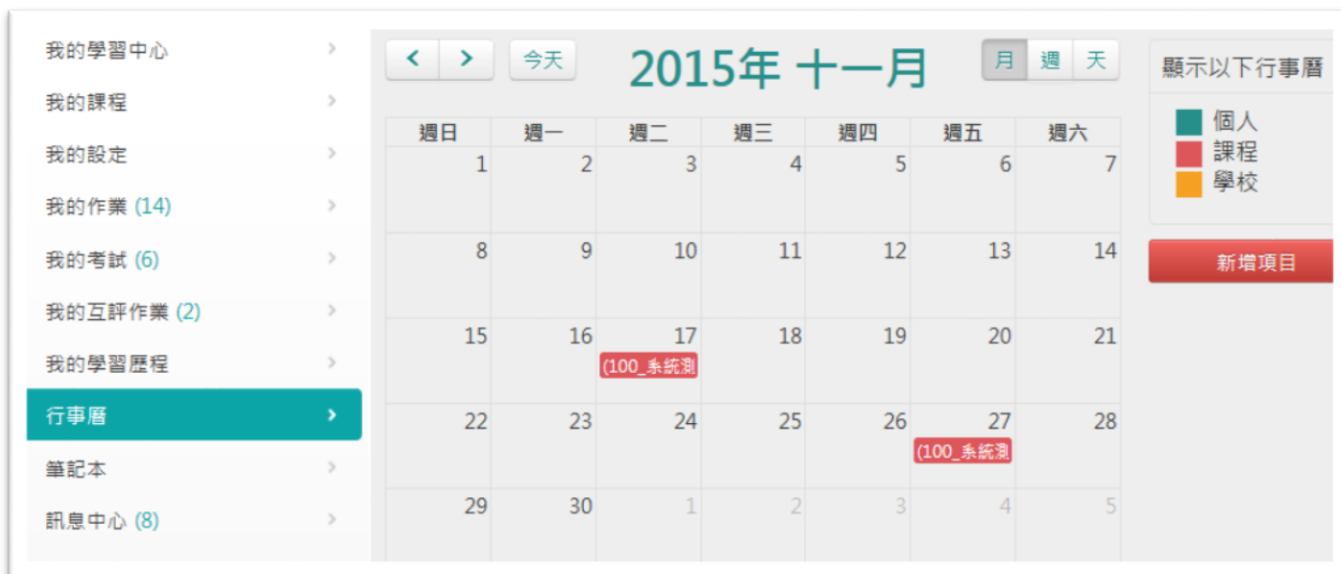 我的學習中心
我的課程
我的設定
我的作業 (14)
我的考試 (6)
我的互評作業 (2)
我的學習歷程
行事曆
筆記本
訊息中心 (8)
今天
2015年 十一月
月 週 天
週日 週一 週二 週三 週四 週五 週六
1 2 3 4 5 6 7
8 9 10 11 12 13 14
15 16 17 18 19 20 21
(100_系統測
22 23 24 25 26 27 28
(100_系統測
29 30 1 2 3 4 5
顯示以下行事曆
個人
課程
學校
新增項目